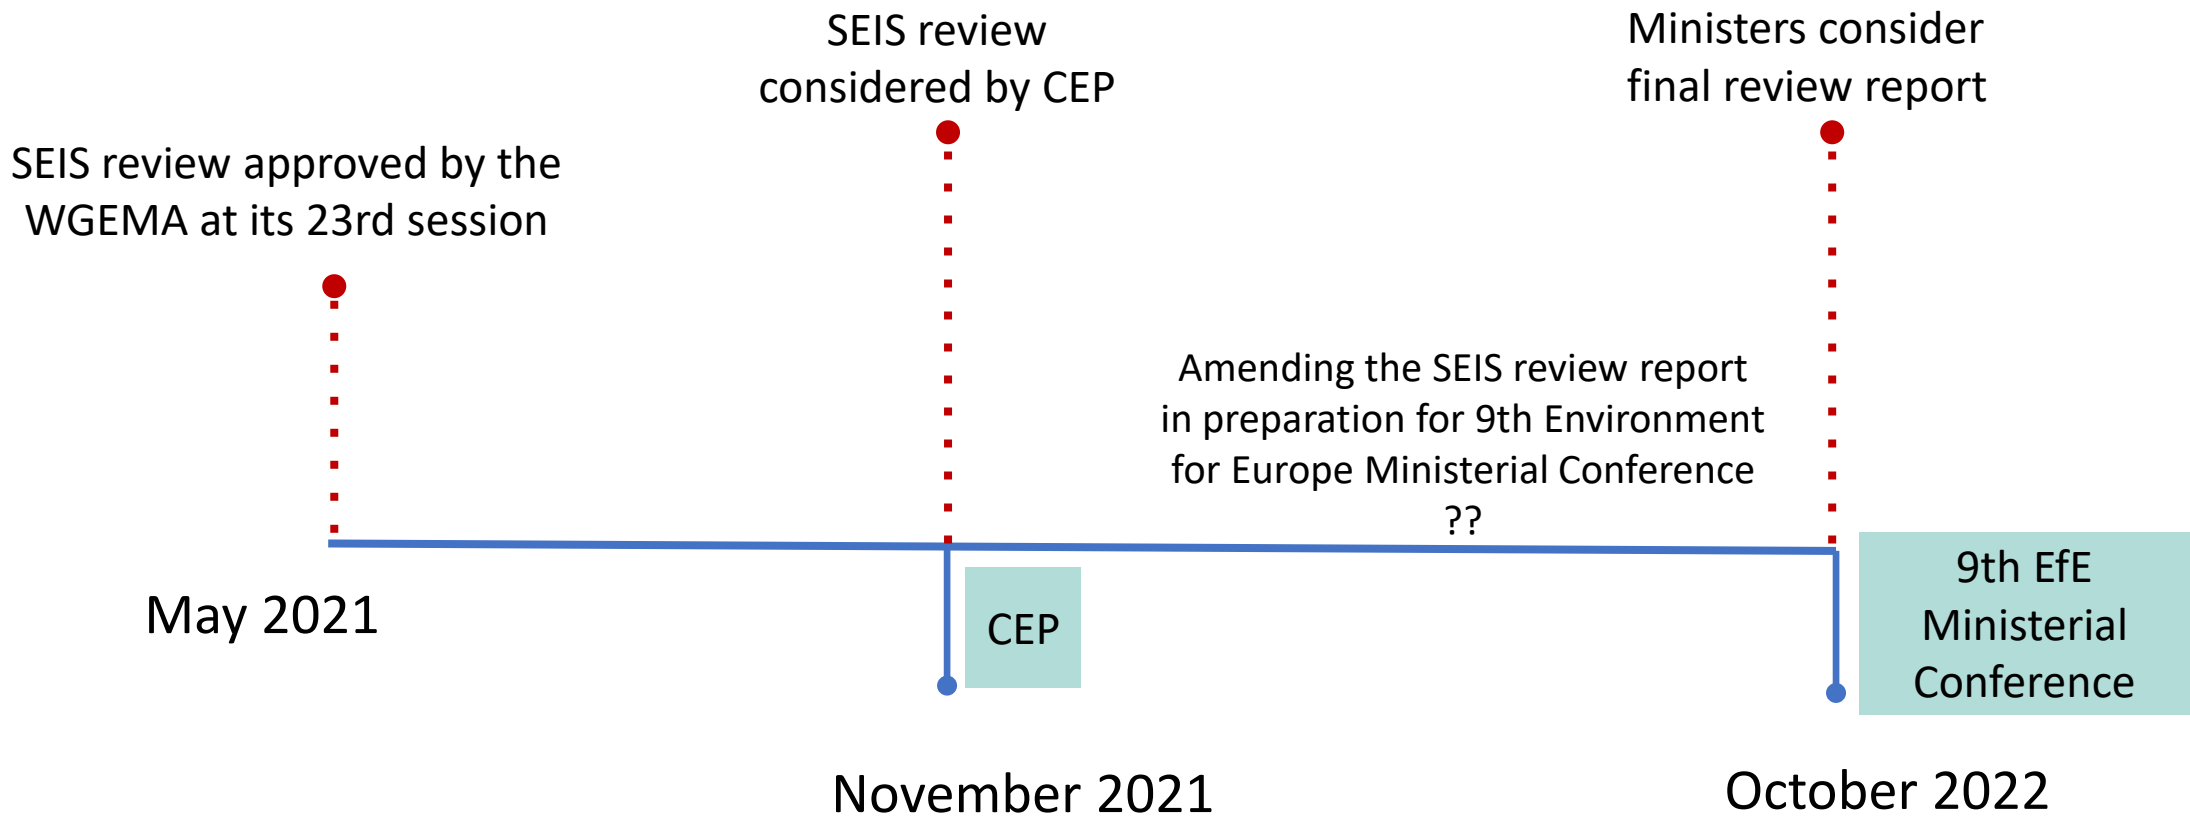 SEIS review
considered by CEP
Ministers consider
final review report
SEIS review approved by the
WGEMA at its 23rd session
Amending the SEIS review report
in preparation for 9th Environment
for Europe Ministerial Conference
??
May 2021
CEP
9th EfE
Ministerial
Conference
November 2021
October 2022